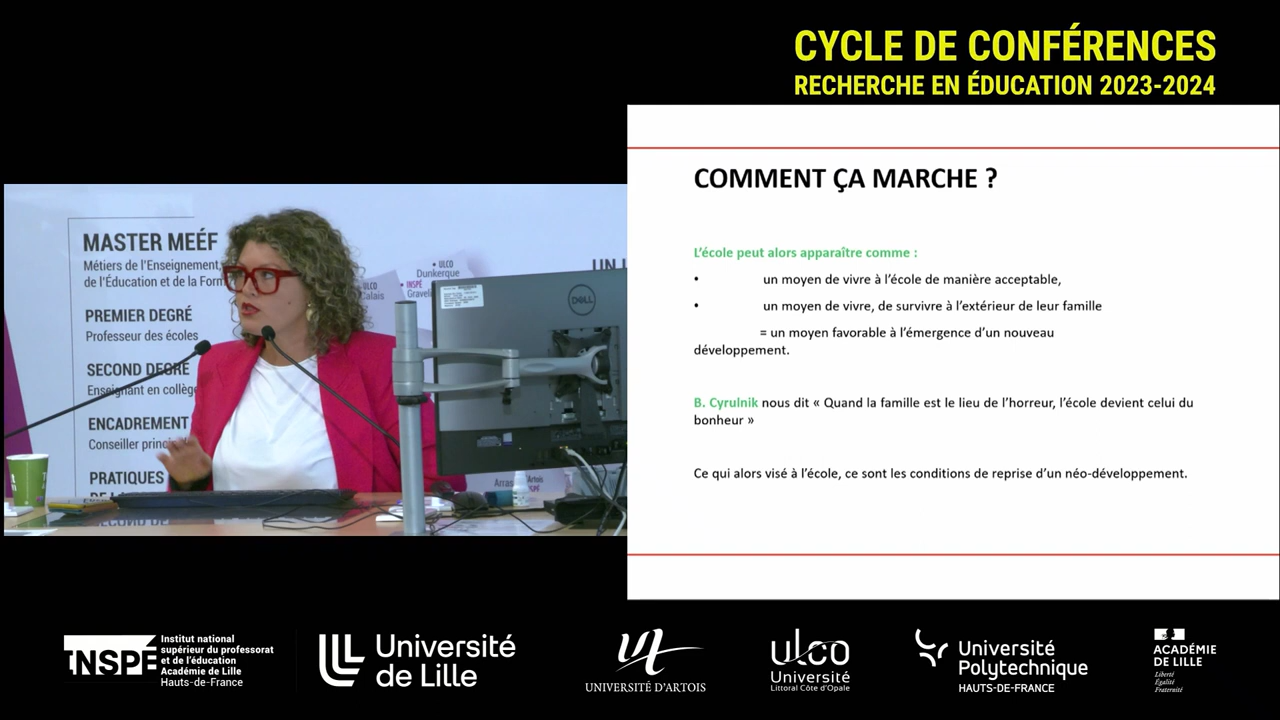 CYCLE DE CONFÉRENCES
RECHERCHE EN ÉDUCATION 2023-2024
MASTER MEÉF
Métiers de l'Enseignement,
de l'Éducation et de la Form
PREMIER DEGRÉ
Professeur des écoles
SECOND DEGRÉ
Enseignant en collèg
ENCADREMENT
Conseiller princi
PRATIQUES
ULCO
Dunkerque
INSPÉ
Gravel
ULCO
Calais
UN
DELL
Arras
Artois
INSPÉ
COMMENT ÇA MARCHE ?
L'école peut alors apparaître comme :
• un moyen de vivre à l'école de manière acceptable,
• un moyen de vivre, de survivre à l'extérieur de leur famille
= un moyen favorable à l'émergence d'un nouveau
développement.
B. Cyrulnik nous dit « Quand la famille est le lieu de l'horreur, l'école devient celui du
bonheur »
Ce qui alors visé à l'école, ce sont les conditions de reprise d'un néo-développement.
INSPÉ
Institut national
supérieur du professorat
et de l'éducation
Académie de Lille
Hauts-de-France
Université
de Lille
UNIVERSITÉ D'ARTOIS
ulco
Université
Littoral Côte d'Opale
Université
Polytechnique
HAUTS-DE-FRANCE
ACADÉMIE
DE LILLE
Liberté
Égalité
Fraternité